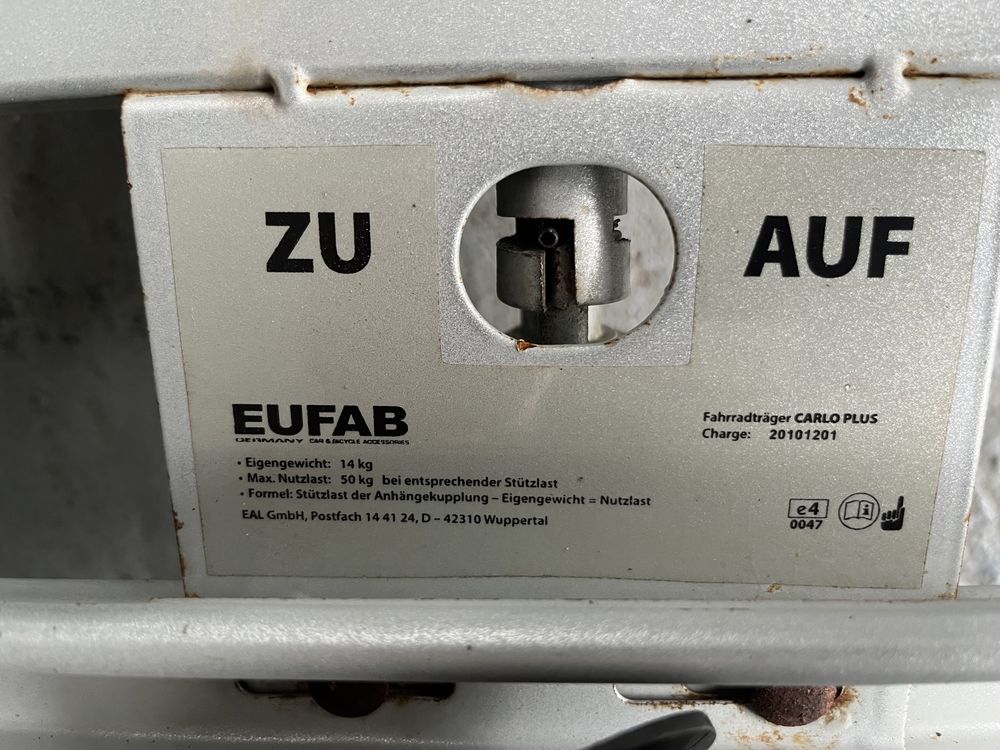 ZU
AUF
EUFAB
GERMANY CAR & BICYCLE ACCESSORIES
Fahrradträger CARLO PLUS
Charge: 20101201
• Eigengewicht: 14 kg
• Max. Nutzlast: 50 kg bei entsprechender Stützlast
• Formel: Stützlast der Anhängekupplung – Eigengewicht = Nutzlast
EAL GmbH, Postfach 14 41 24, D – 42310 Wuppertal
e4
0047
i